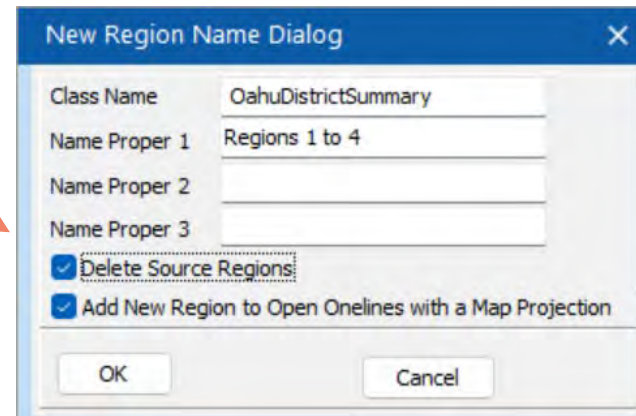 New Region Name Dialog
Class Name OahuDistrictSummary
Name Proper 1 Regions 1 to 4
Name Proper 2
Name Proper 3
Delete Source Regions
Add New Region to Open Onelines with a Map Projection
OK Cancel